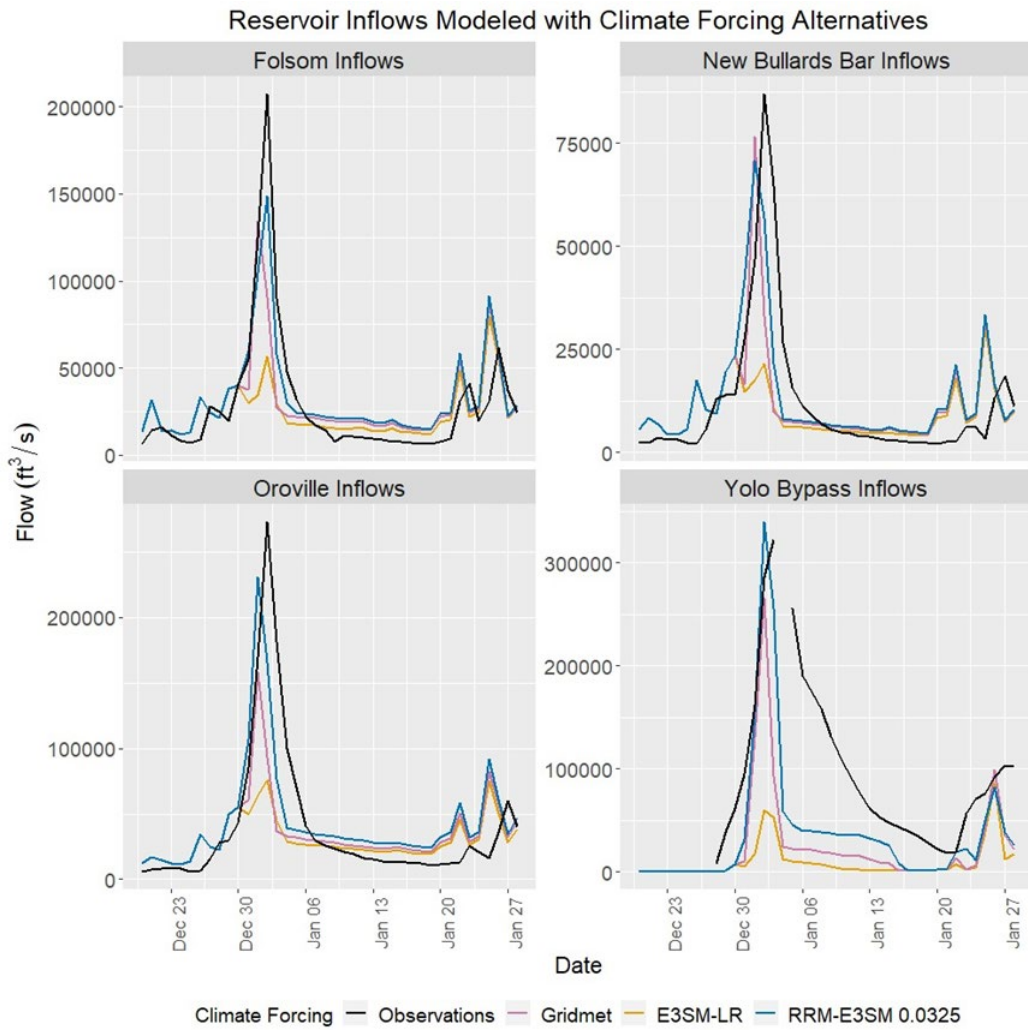 Reservoir Inflows Modeled with Climate Forcing Alternatives
Folsom Inflows
New Bullards Bar Inflows
200000
150000
100000
50000
0
75000
50000
25000
0
Oroville Inflows
Yolo Bypass Inflows
200000
100000
0
300000
200000
100000
0
Flow (ft³/s)
Dec 23
Dec 30
Jan 06
Jan 13
Jan 20
Jan 27
Dec 23
Dec 30
Jan 06
Jan 13
Jan 20
Jan 27
Date
Climate Forcing Observations Gridmet E3SM-LR RRM-E3SM 0.0325